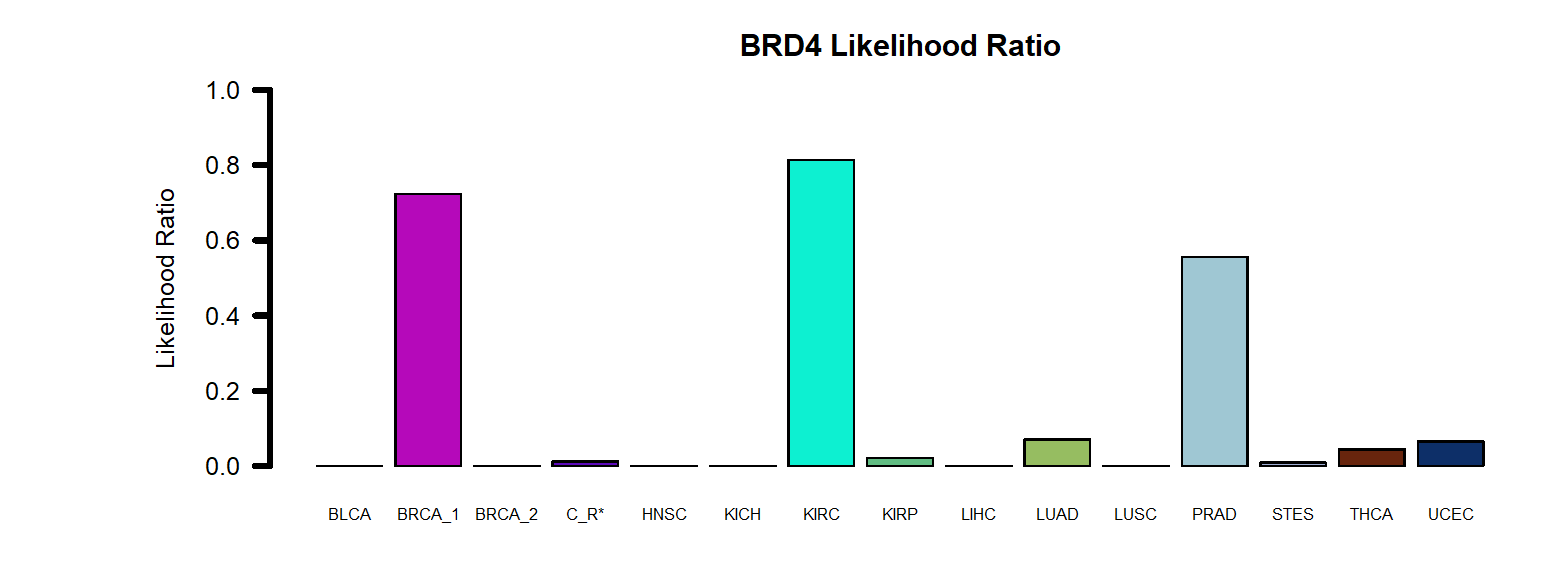 BRD4 Likelihood Ratio
Likelihood Ratio
1.0
0.8
0.6
0.4
0.2
0.0
BLCA BRCA_1 BRCA_2 C_R* HNSC KICH KIRC KIRP LIHC LUAD LUSC PRAD STES THCA UCEC